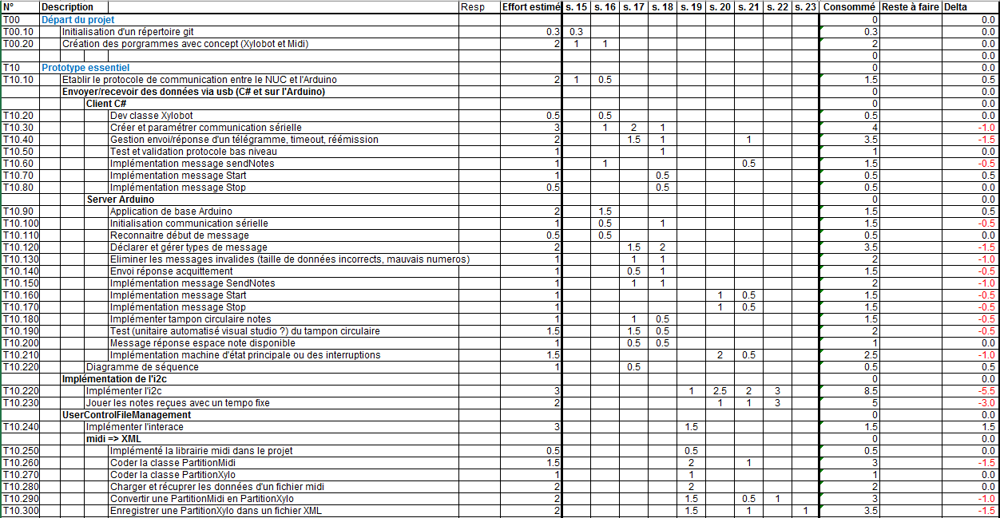 N° Description Resp Effort estimé s. 15 s. 16 s. 17 s. 18 s. 19 s. 20 s. 21 s. 22 s. 23 Consommé Reste à faire Delta
T00 Départ du projet 0 0.0
T00.10 Initialisation d'un répertoire git 0.3 0.3 0.3 0.0
T00.20 Création des porgrammes avec concept (Xylobot et Midi) 2 1 1 2 0.0
0 0.0
T10 Prototype essentiel 0 0.0
T10.10 Etablir le protocole de communication entre le NUC et l'Arduino 2 1 0.5 1.5 0.5
Envoyer/recevoir des données via usb (C# et sur l'Arduino) 0 0.0
Client C# 0 0.0
T10.20 Dev classe Xylobot 0.5 0.5 0.5 0.0
T10.30 Créer et paramétrer communication sérielle 3 1 2 1 4 -1.0
T10.40 Gestion envoi/réponse d'un télégramme, timeout, réémission 2 1.5 1 1 3.5 -1.5
T10.50 Test et validation protocole bas niveau 1 1 1 0.0
T10.60 Implémentation message sendNotes 1 1 0.5 1.5 -0.5
T10.70 Implémentation message Start 1 0.5 0.5 0.5
T10.80 Implémentation message Stop 0.5 0.5 0.5 0.0
Server Arduino 0 0.0
T10.90 Application de base Arduino 2 1.5 1.5 0.5
T10.100 Initialisation communication sérielle 1 0.5 1 1.5 -0.5
T10.110 Reconnaitre début de message 0.5 0.5 0.5 0.0
T10.120 Déclarer et gérer types de message 2 1.5 2 3.5 -1.5
T10.130 Eliminer les messages invalides (taille de données incorrects, mauvais numeros) 1 1 1 2 -1.0
T10.140 Envoi réponse acquittement 1 0.5 1 1.5 -0.5
T10.150 Implémentation message SendNotes 1 1 1 2 -1.0
T10.160 Implémentation message Start 1 1 0.5 1.5 -0.5
T10.170 Implémentation message Stop 1 1 0.5 1.5 -0.5
T10.180 Implémenter tampon circulaire notes 1 1 0.5 1.5 -0.5
T10.190 Test (unitaire automatisé visual studio ?) du tampon circulaire 1.5 1.5 0.5 2 -0.5
T10.200 Message réponse espace note disponible 1 0.5 0.5 1 0.0
T10.210 Implémentation machine d'état principale ou des interruptions 1.5 2 0.5 2.5 -1.0
T10.220 Diagramme de séquence 1 0.5 0.5 0.5
Implémentation de l'i2c 0 0.0
T10.220 Implémenter l'i2c 3 1 2.5 2 3 8.5 -5.5
T10.230 Jouer les notes reçues avec un tempo fixe 2 1 1 3 5 -3.0
UserControlFileManagement 0 0.0
T10.240 Implémenter l'interace 3 1.5 1.5 1.5
midi => XML 0 0.0
T10.250 Implémenté la librairie midi dans le projet 0.5 0.5 0.5 0.0
T10.260 Coder la classe PartitionMidi 1.5 2 1 3 -1.5
T10.270 Coder la classe PartitionXylo 1 1 1 0.0
T10.280 Charger et récuprer les données d'un fichier midi 2 2 2 0.0
T10.290 Convertir une PartitionMidi en PartitionXylo 2 1.5 0.5 1 3 -1.0
T10.300 Enregistrer une PartitionXylo dans un fichier XML 2 1.5 1 1 3.5 -1.5